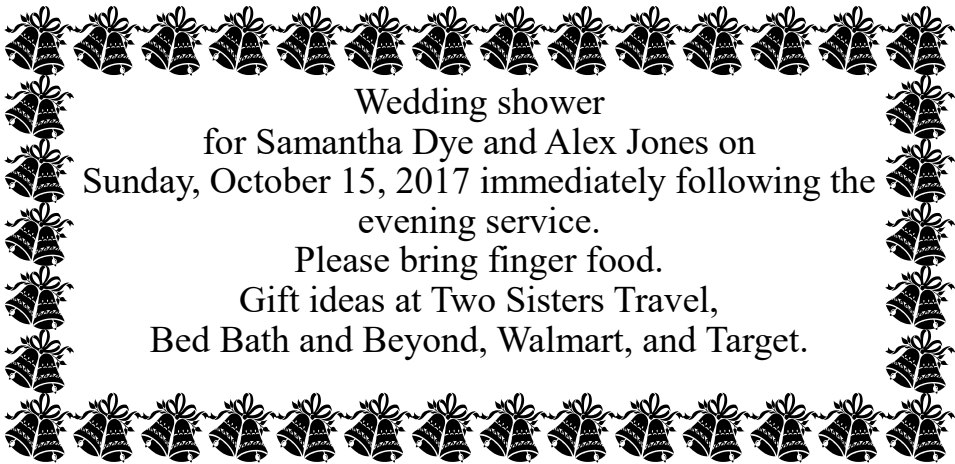 Wedding shower
for Samantha Dye and Alex Jones on
Sunday, October 15, 2017 immediately following the
evening service.
Please bring finger food.
Gift ideas at Two Sisters Travel,
Bed Bath and Beyond, Walmart, and Target.